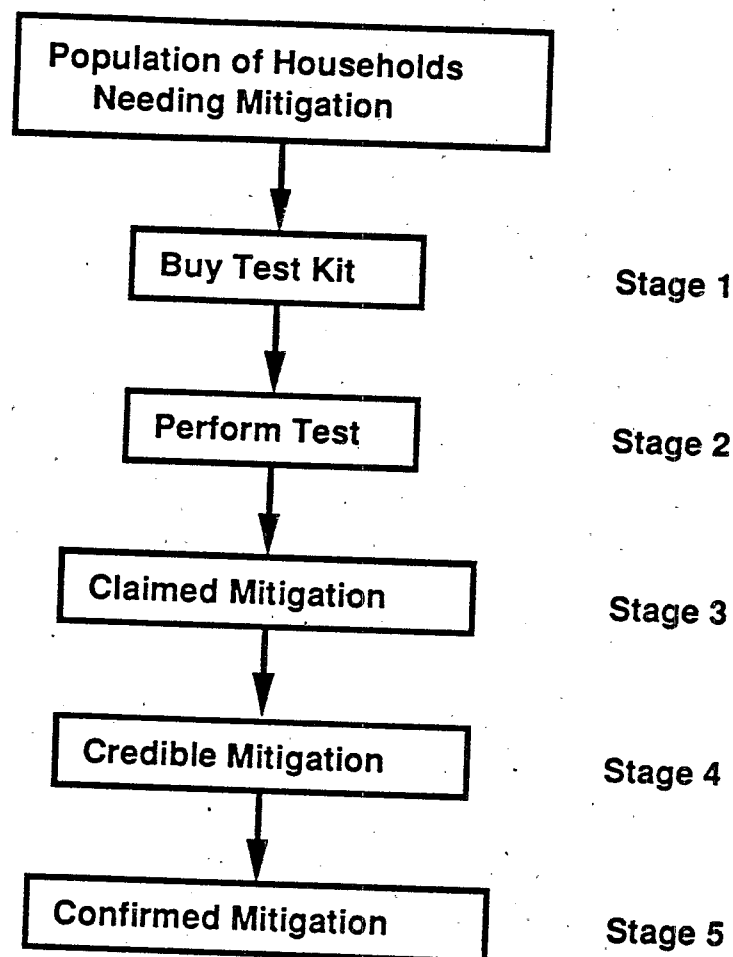 Population of Households
Needing Mitigation
Buy Test Kit
Stage 1
Perform Test
Stage 2
Claimed Mitigation
Stage 3
Credible Mitigation
Stage 4
Confirmed Mitigation
Stage 5